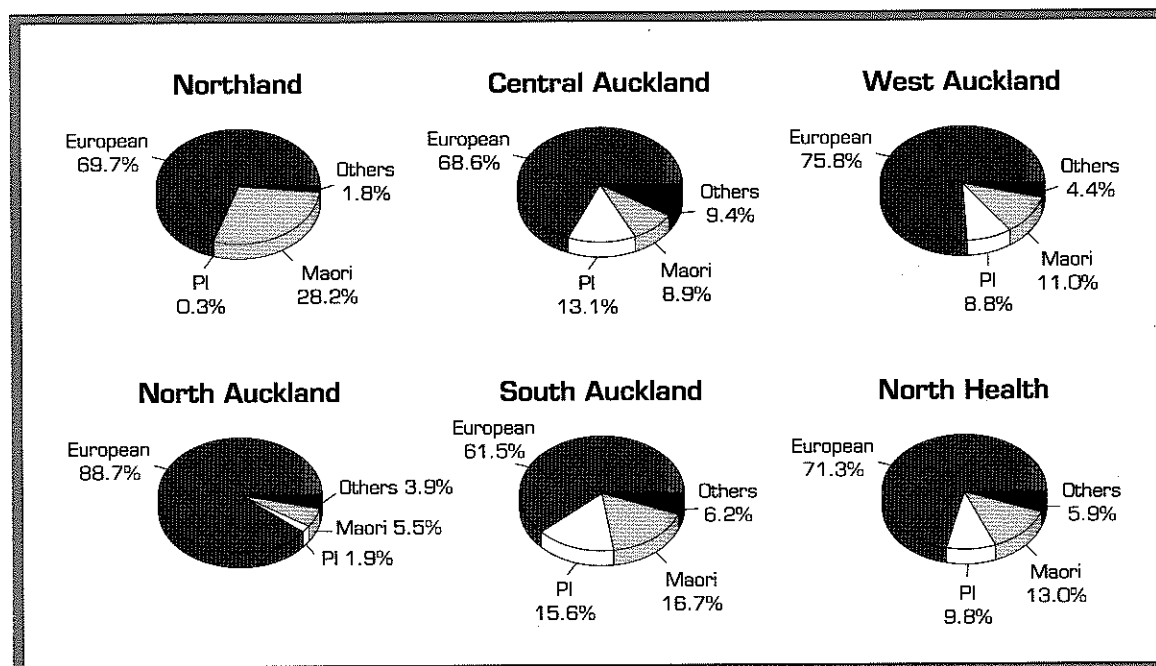 Northland
European
69.7%
Others
1.8%
PI
0.3%
Maori
28.2%
Central Auckland
European
68.6%
Others
9.4%
PI
13.1%
Maori
8.9%
West Auckland
European
75.8%
Others
4.4%
PI
8.8%
Maori
11.0%
North Auckland
European
88.7%
Others 3.9%
Maori 5.5%
PI 1.9%
South Auckland
European
61.5%
Others
6.2%
PI
15.6%
Maori
16.7%
North Health
European
71.3%
Others
5.9%
PI
9.8%
Maori
13.0%